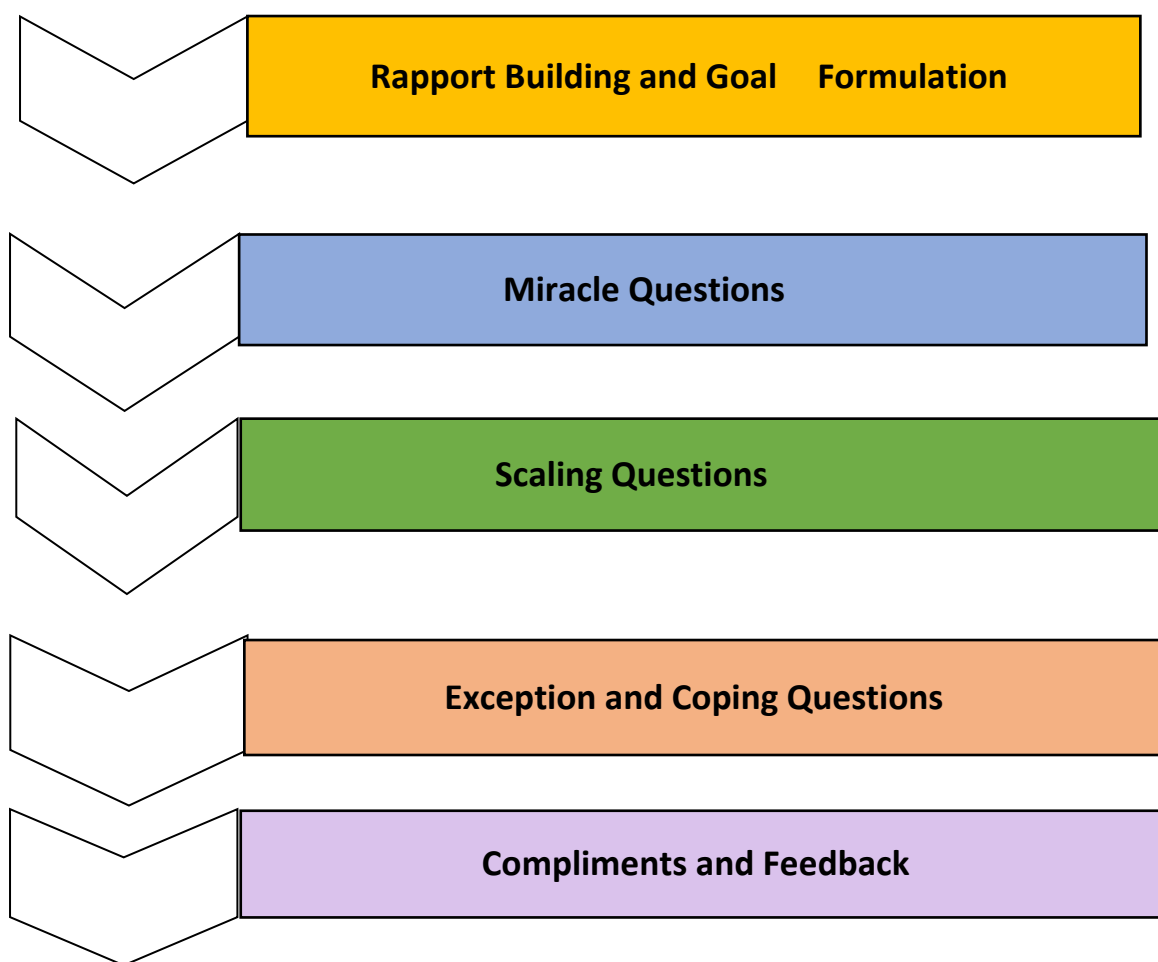 Rapport Building and Goal Formulation
Miracle Questions
Scaling Questions
Exception and Coping Questions
Compliments and Feedback